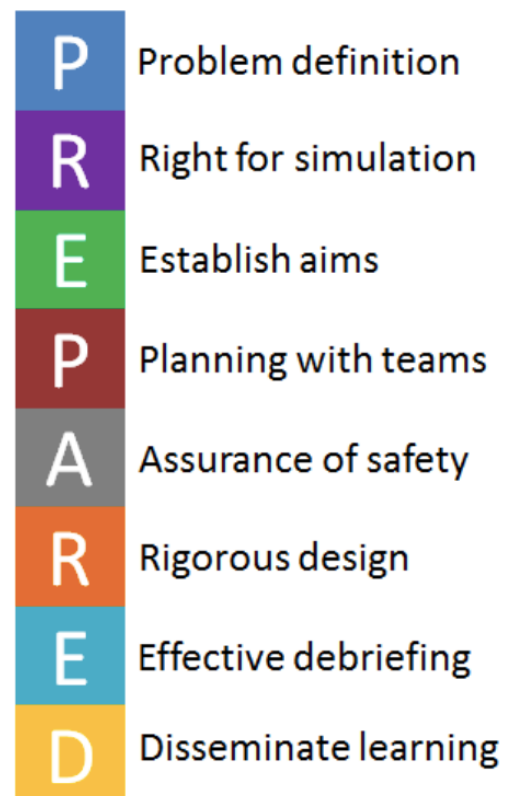 P Problem definition
R Right for simulation
E Establish aims
P Planning with teams
A Assurance of safety
R Rigorous design
E Effective debriefing
D Disseminate learning